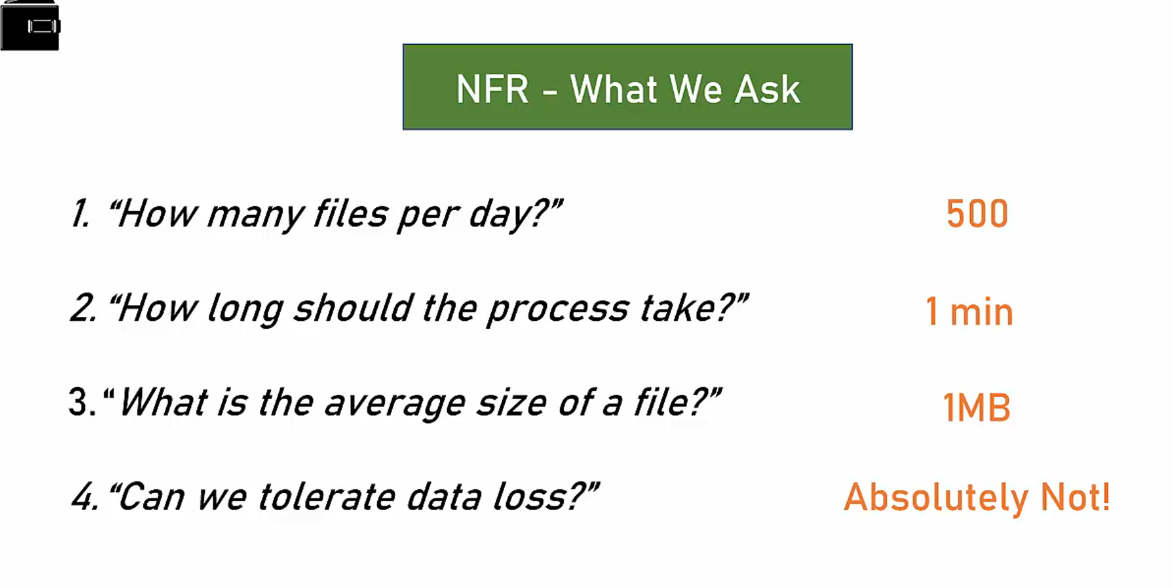 NFR - What We Ask
1. “How many files per day?” 500
2. “How long should the process take?” 1 min
3. “What is the average size of a file?” 1MB
4. “Can we tolerate data loss?” Absolutely Not!